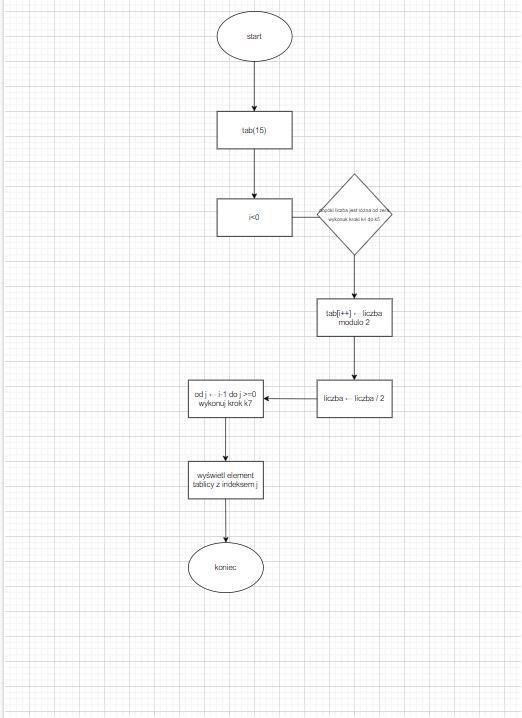 start
tab(15)
i<0
dopóki liczba jest różna od zera
wykonuk kroki k4 do k5
tab[i++] ← liczba
modulo 2
liczba ← liczba / 2
od j ← i-1 do j >=0
wykonuj krok k7
wyświetl element
tablicy z indeksem j
koniec